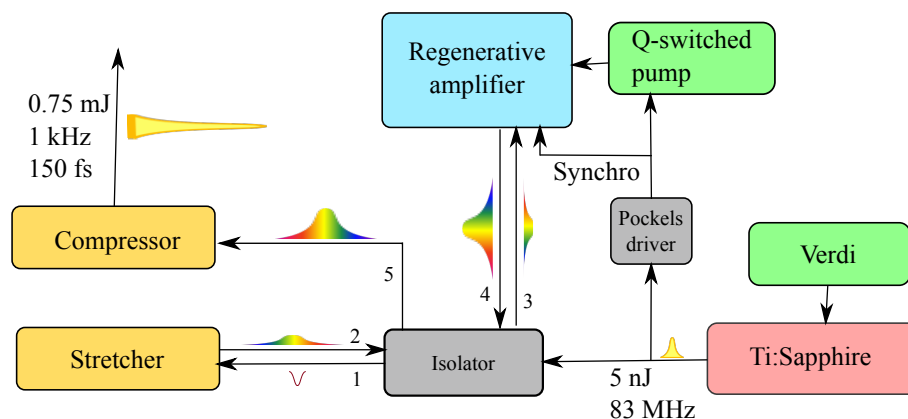 Regenerative
amplifier
Q-switched
pump
0.75 mJ
1 kHz
150 fs
Synchro
Pockels
driver
Compressor
Verdi
5
4
3
2
Stretcher
1
Isolator
Ti:Sapphire
5 nJ
83 MHz